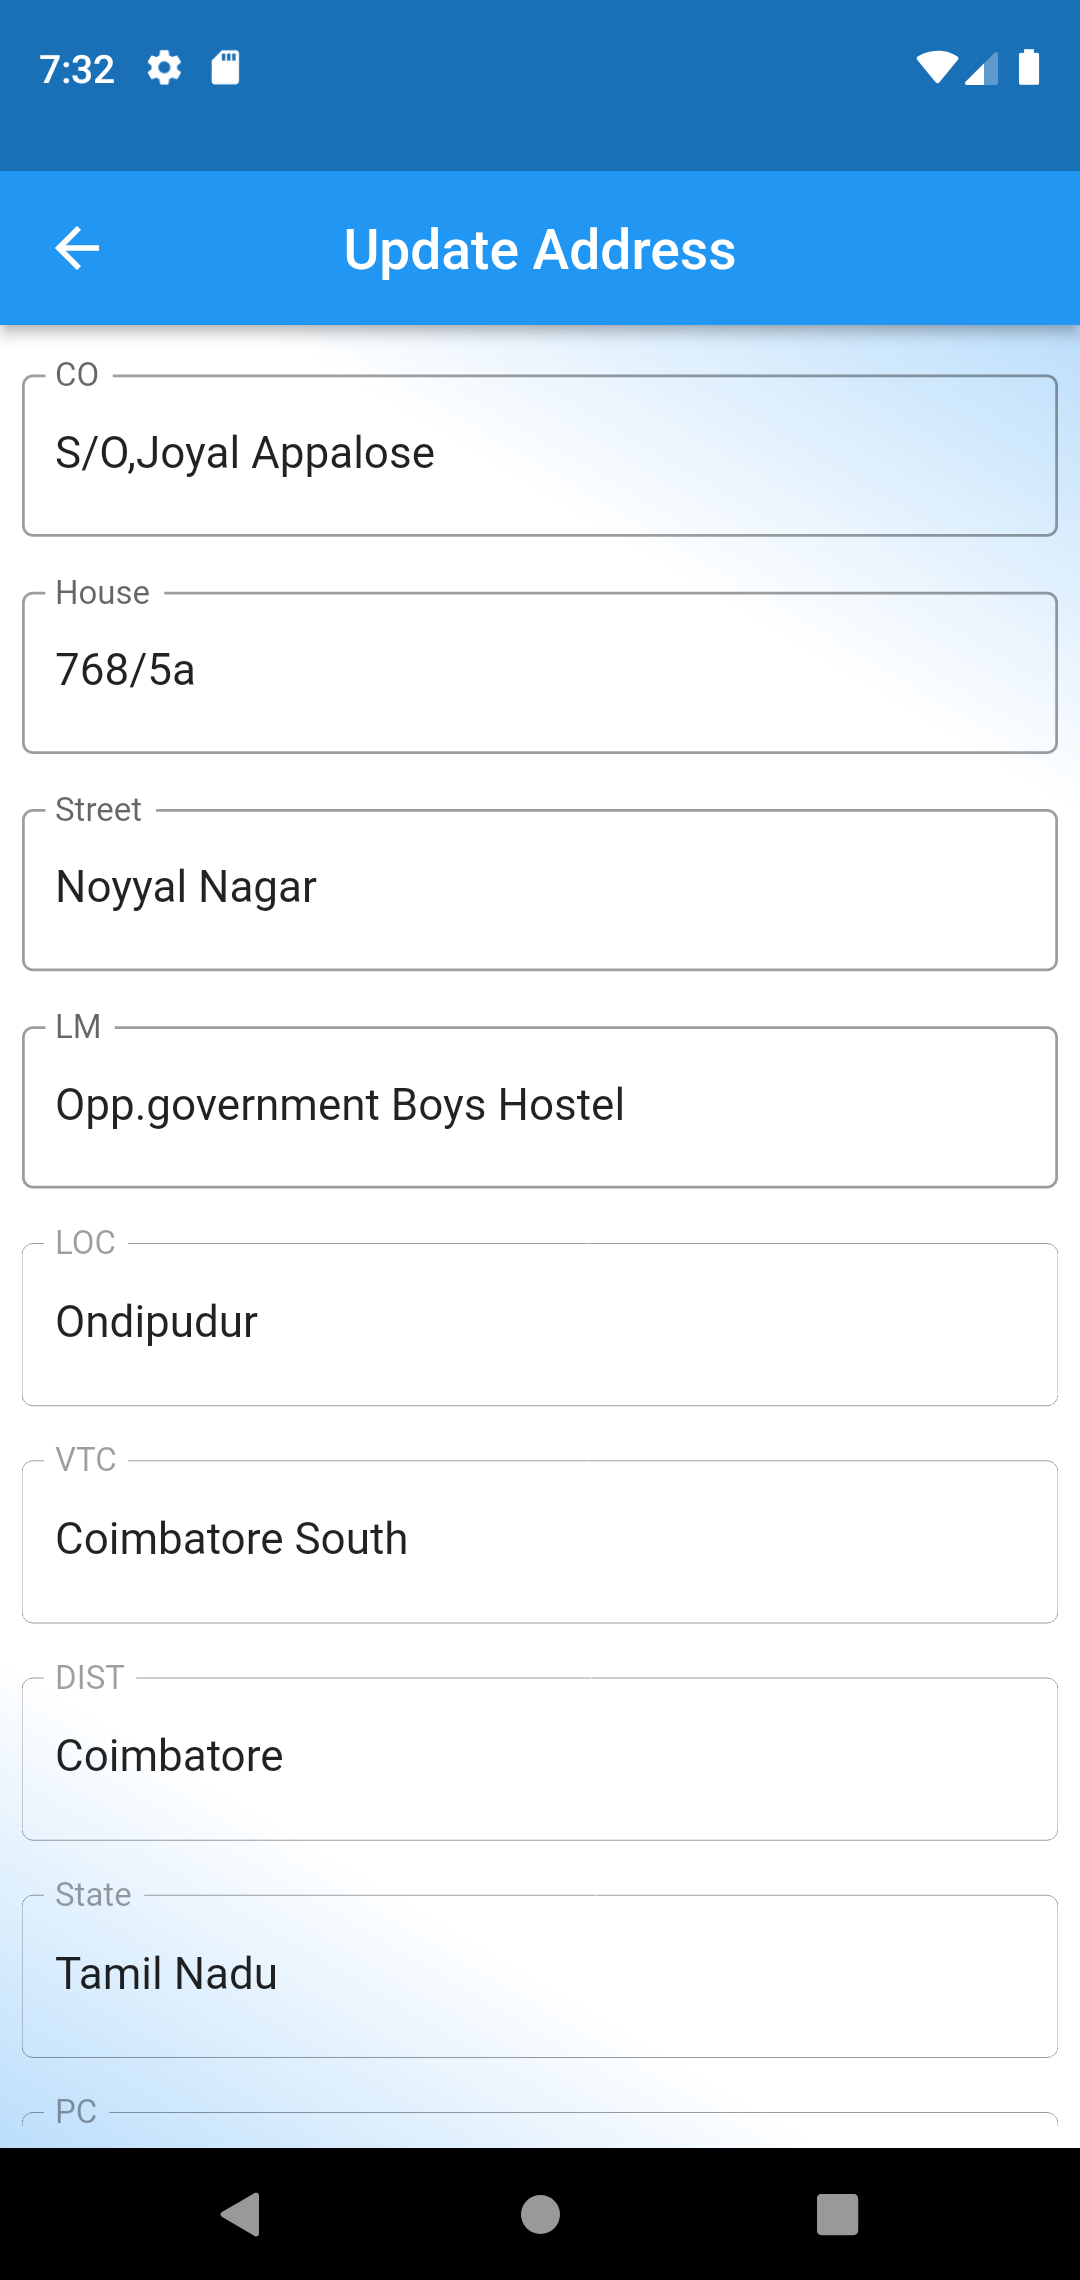 7:32
Update Address
CO
S/O,Joyal Appalose
House
768/5a
Street
Noyyal Nagar
LM
Opp.government Boys Hostel
LOC
Ondipudur
VTC
Coimbatore South
DIST
Coimbatore
State
Tamil Nadu
PC